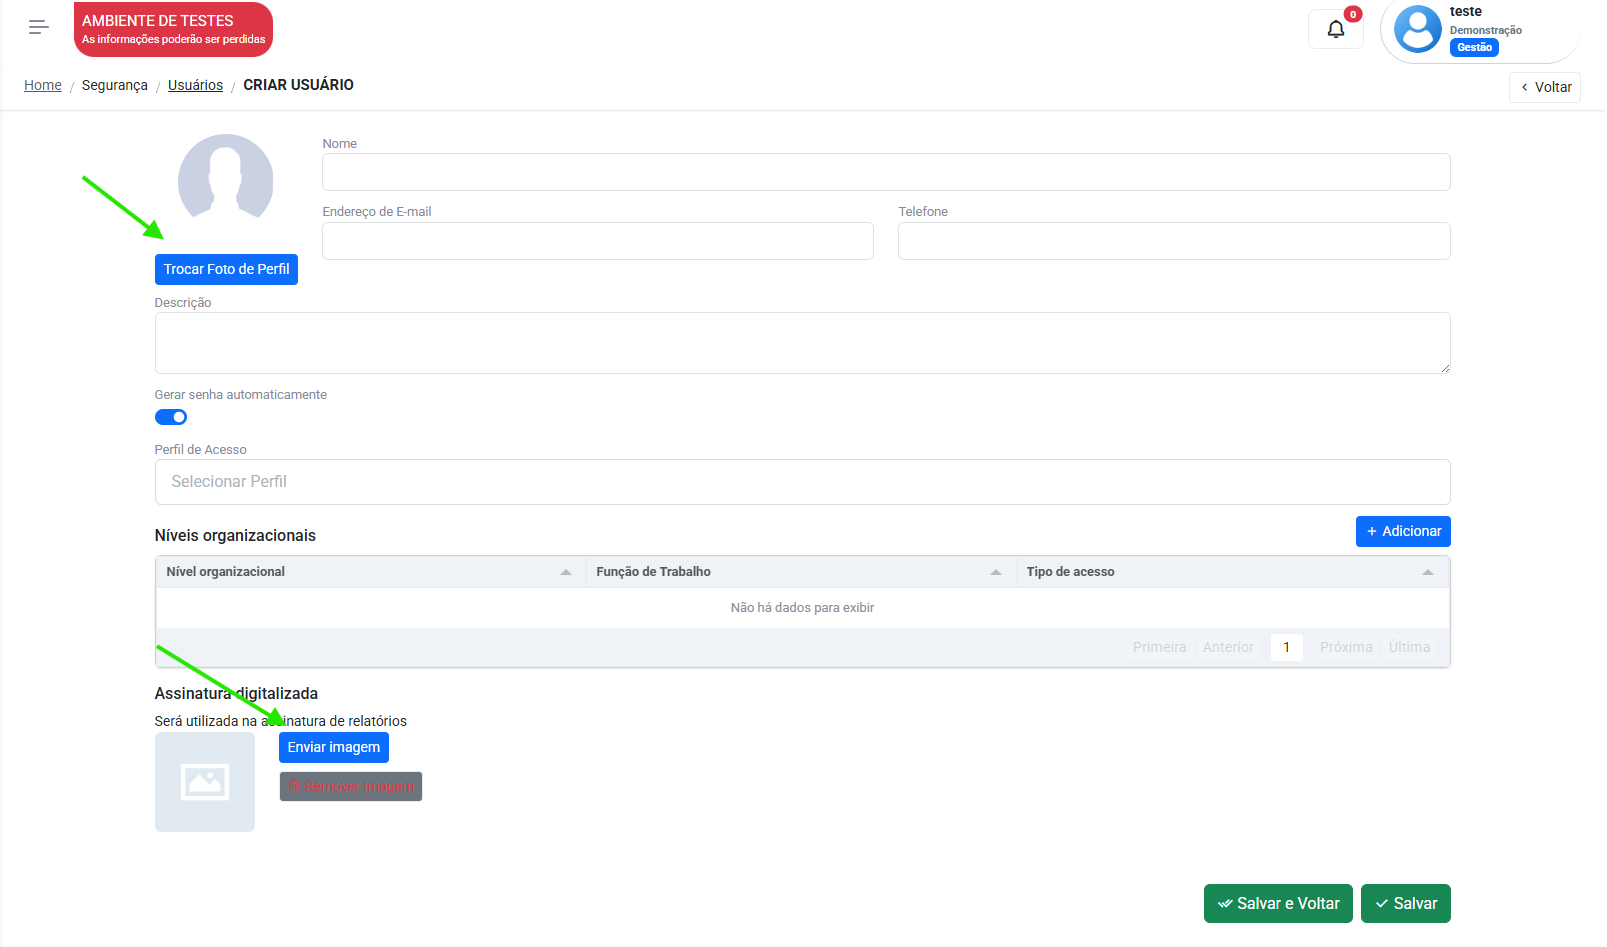 AMBIENTE DE TESTES
As informações poderão ser perdidas
0
teste
Demonstração
Gestão
Home / Segurança / Usuários / CRIAR USUÁRIO
Voltar
Nome
Endereço de E-mail
Telefone
Trocar Foto de Perfil
Descrição
Gerar senha automaticamente
Perfil de Acesso
Selecionar Perfil
Níveis organizacionais
+ Adicionar
Nível organizacional
Função de Trabalho
Tipo de acesso
Não há dados para exibir
Primeira
Anterior
1
Próxima
Última
Assinatura digitalizada
Será utilizada na assinatura de relatórios
Enviar imagem
Remover imagem
Salvar e Voltar
Salvar